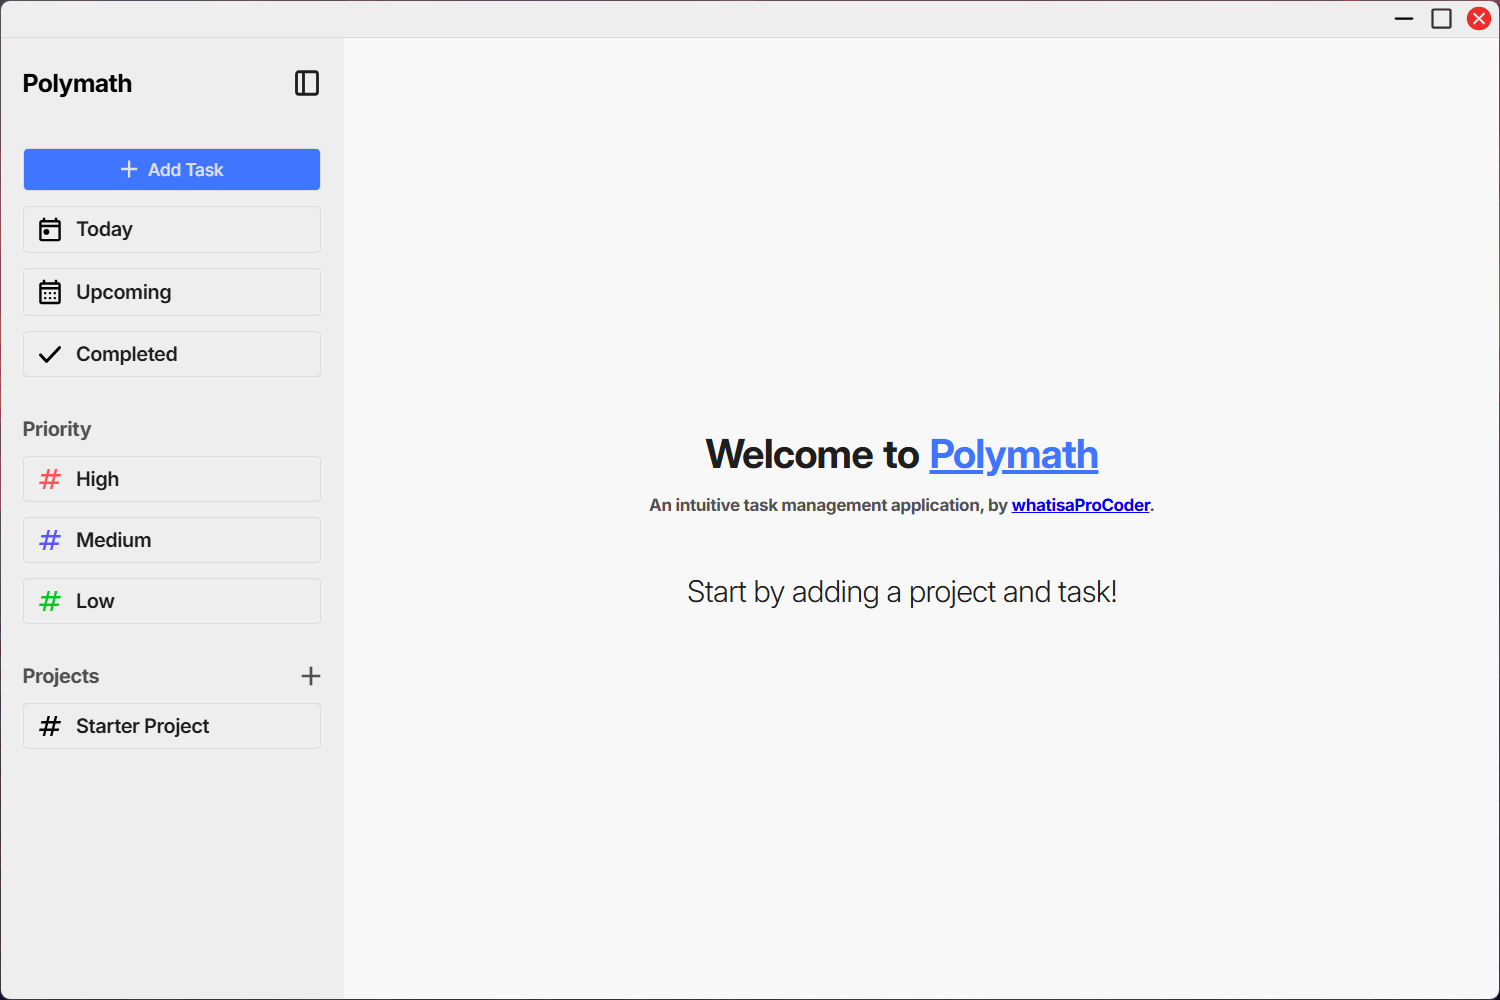 Polymath
Add Task
Today
Upcoming
Completed
Priority
# High
# Medium
# Low
Projects
# Starter Project
Welcome to Polymath
An intuitive task management application, by whatisaProCoder.
Start by adding a project and task!